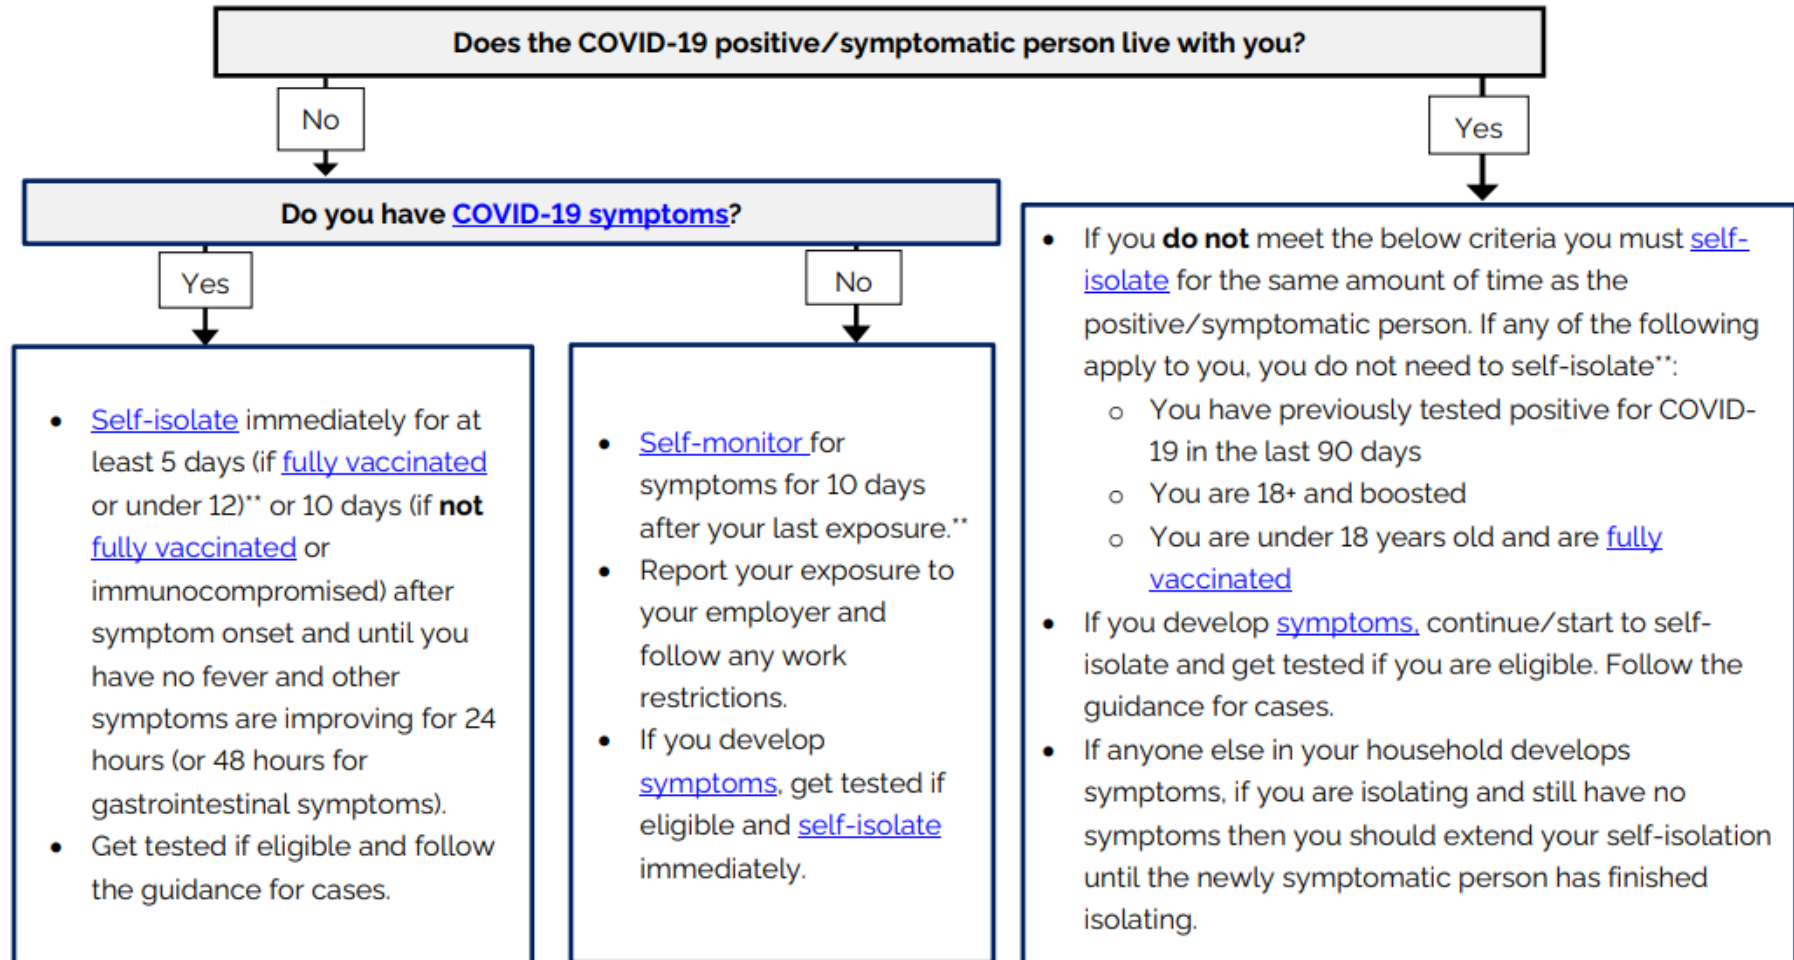 Does the COVID-19 positive/symptomatic person live with you?
No
Yes
Do you have COVID-19 symptoms?
Yes
No
• Self-isolate immediately for at
least 5 days (if fully vaccinated
or under 12)** or 10 days (if not
fully vaccinated or
immunocompromised) after
symptom onset and until you
have no fever and other
symptoms are improving for 24
hours (or 48 hours for
gastrointestinal symptoms).
• Get tested if eligible and follow
the guidance for cases.
• Self-monitor for
symptoms for 10 days
after your last exposure.**
• Report your exposure to
your employer and
follow any work
restrictions.
• If you develop
symptoms, get tested if
eligible and self-isolate
immediately.
• If you do not meet the below criteria you must self-
isolate for the same amount of time as the
positive/symptomatic person. If any of the following
apply to you, you do not need to self-isolate**:
o You have previously tested positive for COVID-
19 in the last 90 days
o You are 18+ and boosted
o You are under 18 years old and are fully
vaccinated
• If you develop symptoms, continue/start to self-
isolate and get tested if you are eligible. Follow the
guidance for cases.
• If anyone else in your household develops
symptoms, if you are isolating and still have no
symptoms then you should extend your self-isolation
until the newly symptomatic person has finished
isolating.